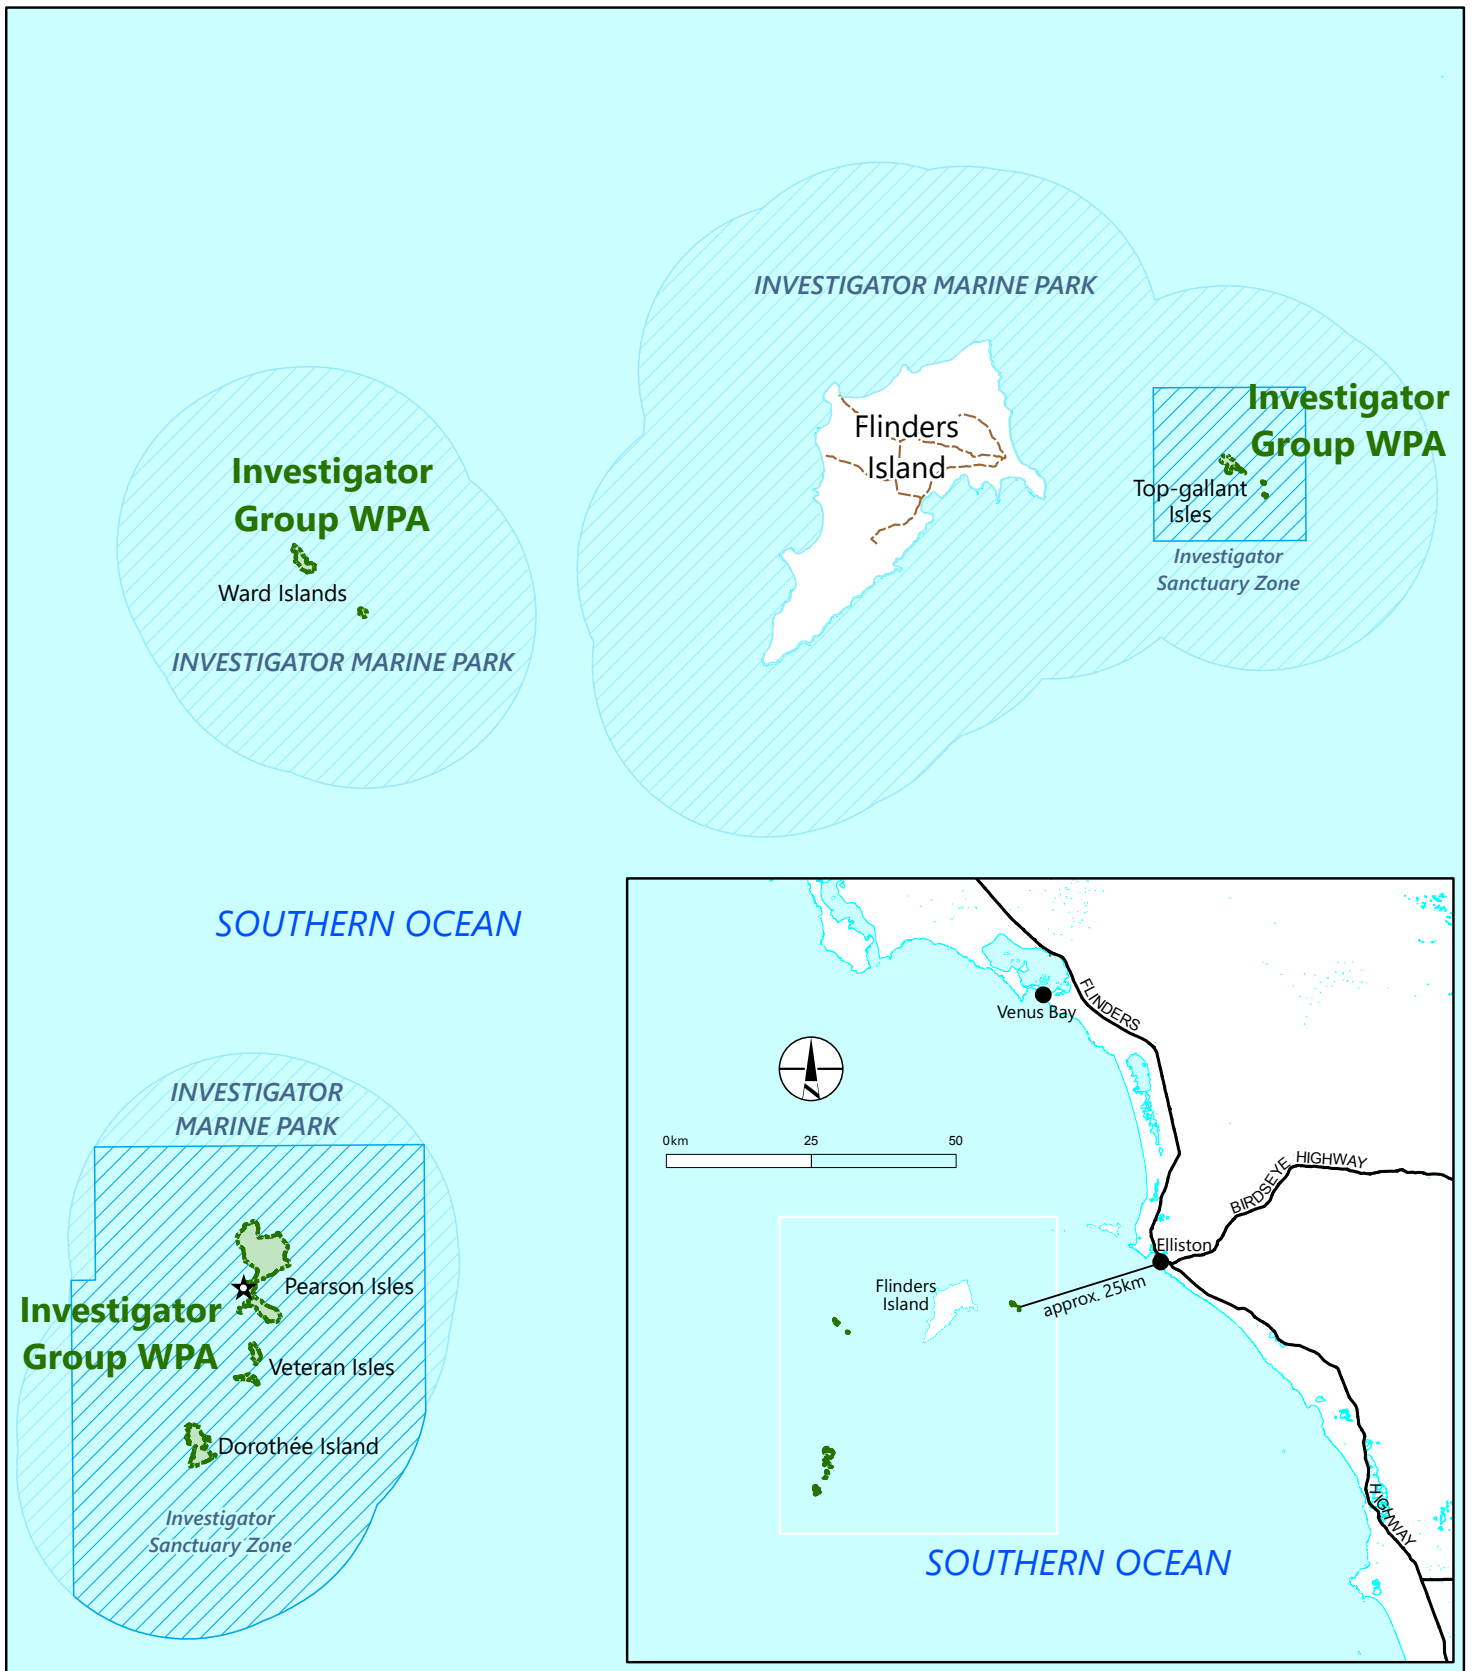 INVESTIGATOR MARINE PARK
Flinders
Island
Investigator
Group WPA
Top-gallant
Isles
Investigator
Sanctuary Zone
Investigator
Group WPA
Ward Islands
INVESTIGATOR MARINE PARK
SOUTHERN OCEAN
INVESTIGATOR
MARINE PARK
Pearson Isles
Investigator
Group WPA
Veteran Isles
Dorothée Island
Investigator
Sanctuary Zone
Venus Bay
FLINDERS
N
0km 25 50
BIRDSEYE HIGHWAY
Elliston
approx. 25km
Flinders
Island
HIGHWAY
SOUTHERN OCEAN